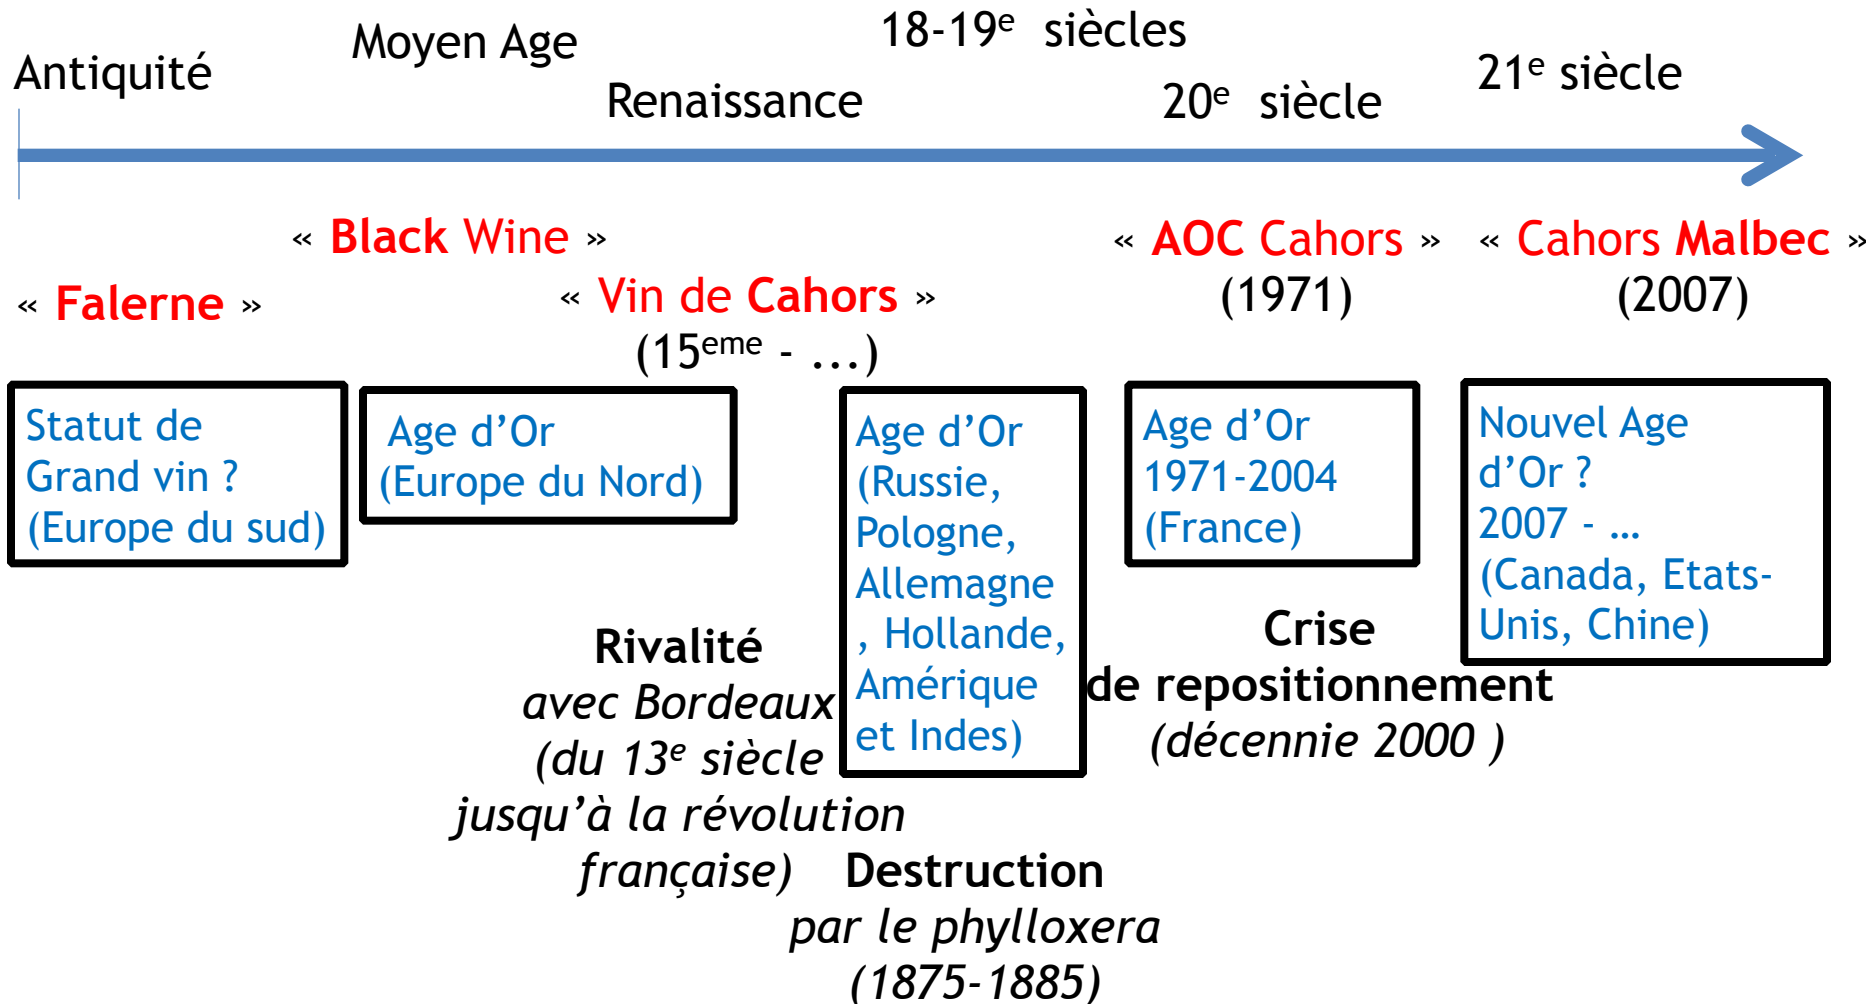 Antiquité
Moyen Age
Renaissance
18-19e siècles
20e siècle
21e siècle
« Falerne »
« Black Wine »
« Vin de Cahors »
(15eme - ...)
« AOC Cahors »
(1971)
« Cahors Malbec »
(2007)
Statut de
Grand vin ?
(Europe du sud)
Age d’Or
(Europe du Nord)
Age d’Or
(Russie,
Pologne,
Allemagne
, Hollande,
Amérique
et Indes)
Age d’Or
1971-2004
(France)
Nouvel Age
d’Or ?
2007 - …
(Canada, Etats-
Unis, Chine)
Rivalité
avec Bordeaux
(du 13e siècle
jusqu’à la révolution
française)
Destruction
par le phylloxera
(1875-1885)
Crise
de repositionnement
(décennie 2000 )